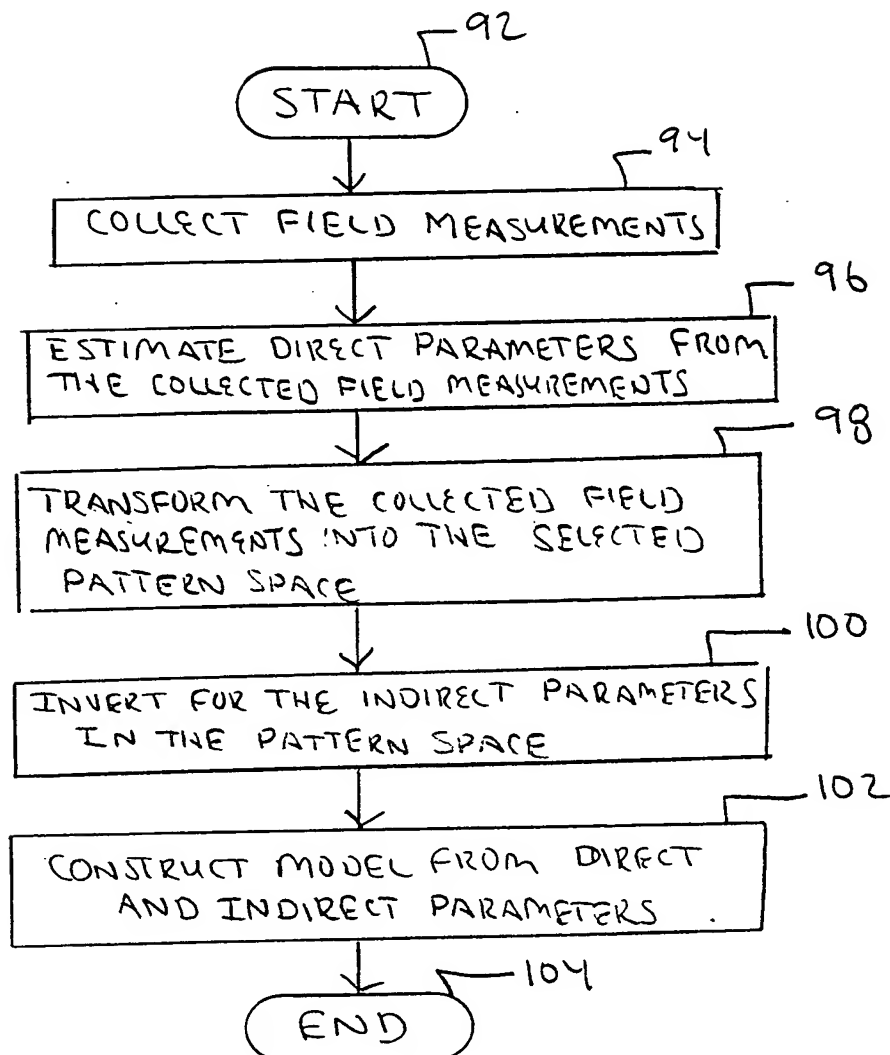 92
START
94
COLLECT FIELD MEASUREMENTS
96
ESTIMATE DIRECT PARAMETERS FROM
THE COLLECTED FIELD MEASUREMENTS
98
TRANSFORM THE COLLECTED FIELD
MEASUREMENTS INTO THE SELECTED
PATTERN SPACE
100
INVERT FOR THE INDIRECT PARAMETERS
IN THE PATTERN SPACE
102
CONSTRUCT MODEL FROM DIRECT
AND INDIRECT PARAMETERS
104
END